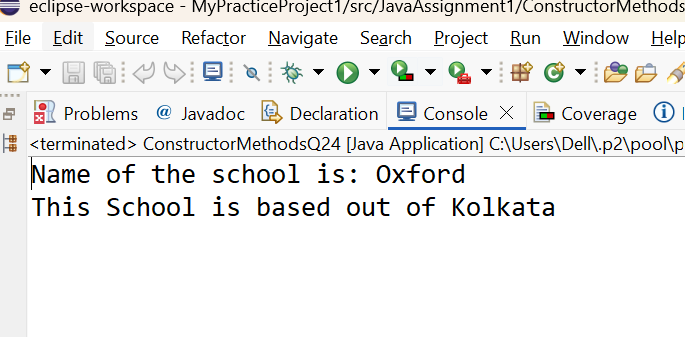 eclipse-workspace - MyPracticeProject1/src/JavaAssignment1/ConstructorMethods
File Edit Source Refactor Navigate Search Project Run Window Help
Problems @ Javadoc Declaration Console Coverage
<terminated> ConstructorMethodsQ24 [Java Application] C:\Users\Dell\.p2\pool\p
Name of the school is: Oxford
This School is based out of Kolkata